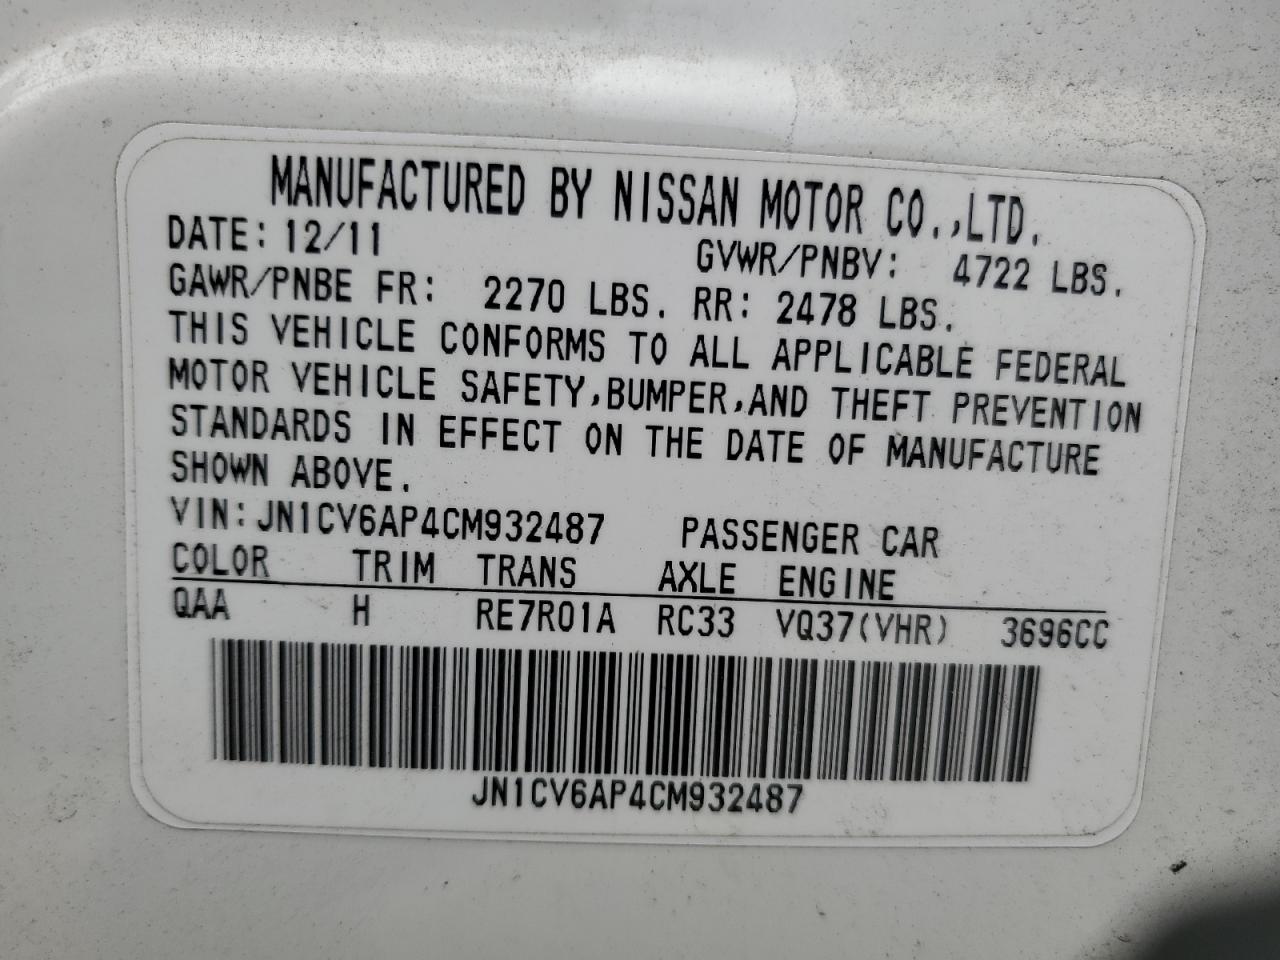 MANUFACTURED BY NISSAN MOTOR CO.,LTD.
DATE: 12/11 GVWR/PNBV: 4722 LBS.
GAWR/PNBE FR: 2270 LBS. RR: 2478 LBS.
THIS VEHICLE CONFORMS TO ALL APPLICABLE FEDERAL
MOTOR VEHICLE SAFETY,BUMPER,AND THEFT PREVENTION
STANDARDS IN EFFECT ON THE DATE OF MANUFACTURE
SHOWN ABOVE.
VIN: JN1CV6AP4CM932487 PASSENGER CAR
COLOR TRIM TRANS AXLE ENGINE
QAA H RE7R01A RC33 VQ37(VHR) 3696CC
JN1CV6AP4CM932487